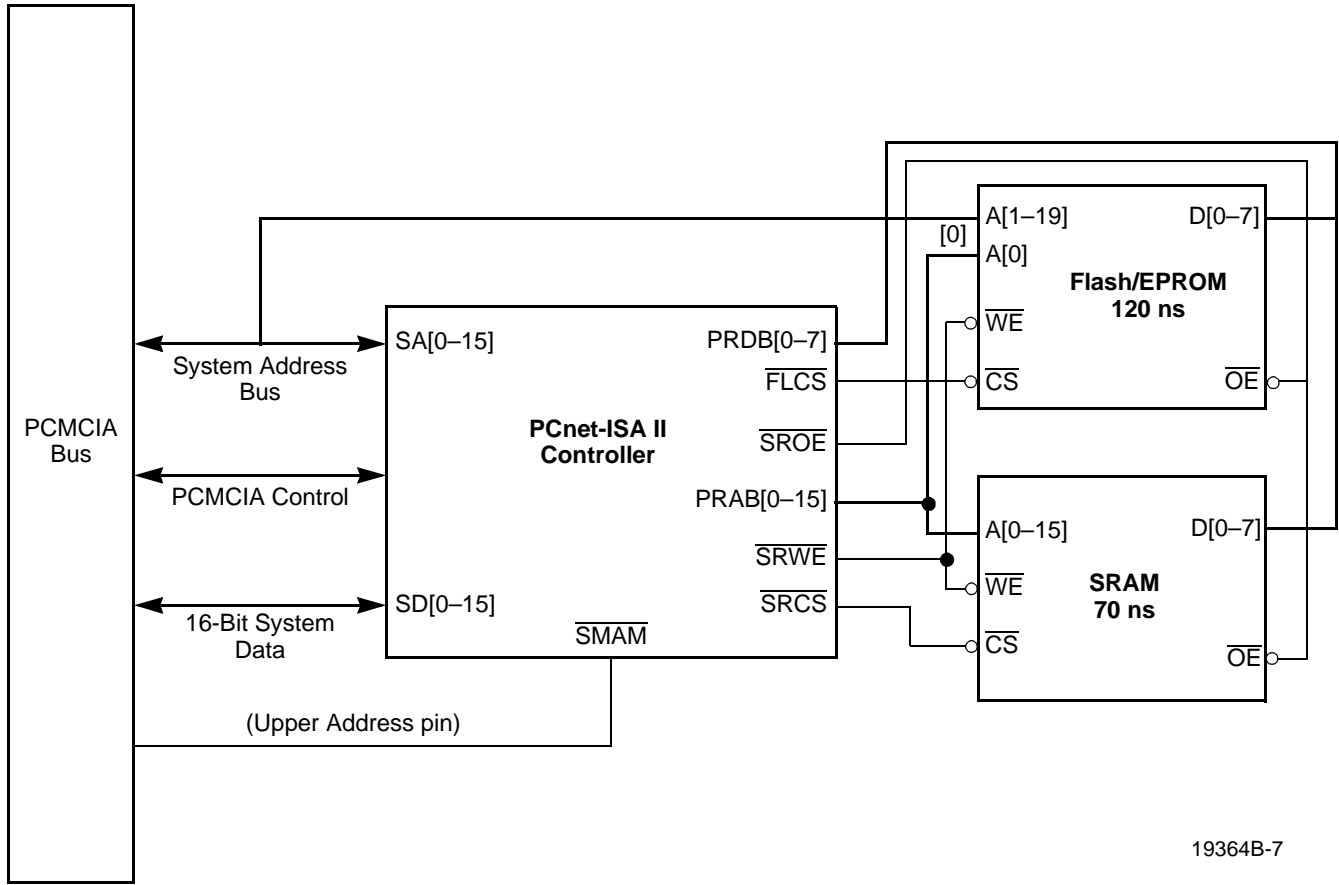 PCMCIA
Bus
System Address
Bus
PCMCIA Control
16-Bit System
Data
(Upper Address pin)
SA[0–15]
SD[0–15]
PCnet-ISA II
Controller
SMAM
PRDB[0–7]
FLCS
SROE
PRAB[0–15]
SRWE
SRCS
[0]
A[1–19]
A[0]
WE
CS
D[0–7]
Flash/EPROM
120 ns
OE
A[0–15]
WE
CS
D[0–7]
SRAM
70 ns
OE
19364B-7